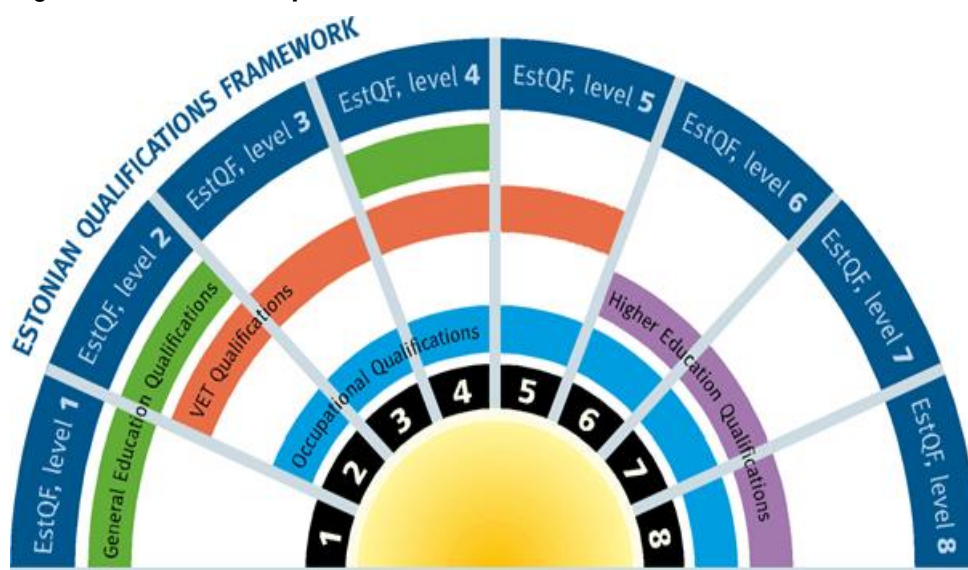 ESTONIAN QUALIFICATIONS FRAMEWORK
EstQF, level 1
EstQF, level 2
EstQF, level 3
EstQF, level 4
EstQF, level 5
EstQF, level 6
EstQF, level 7
EstQF, level 8
General Education Qualifications
VET Qualifications
Occupational Qualifications
Higher Education Qualifications
1
2
3
4
5
6
7
8